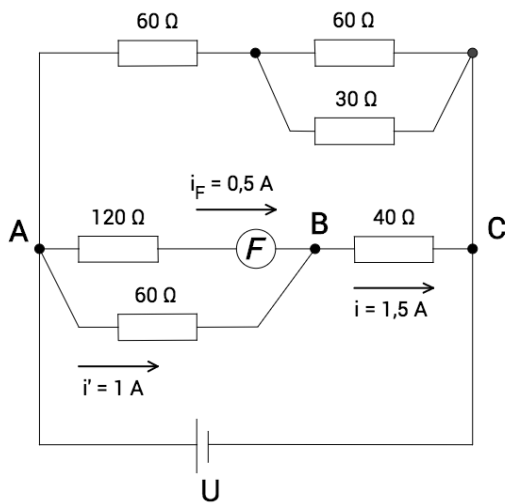 60 Ω
60 Ω
30 Ω
i_F = 0,5 A
A
120 Ω
F
B
40 Ω
C
60 Ω
i = 1,5 A
i' = 1 A
U